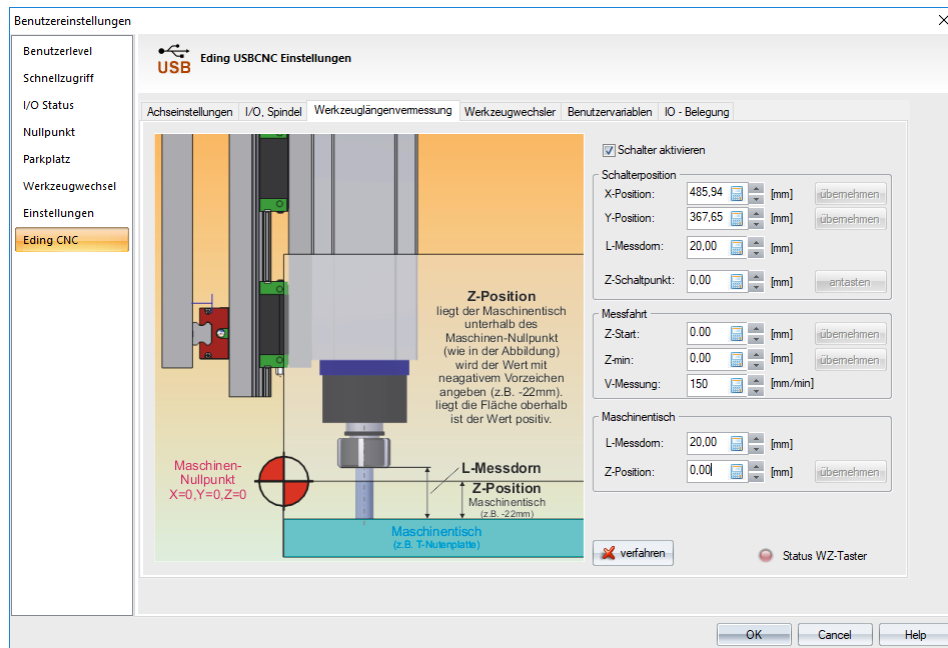 Benutzereinstellungen
Benutzerlevel
Schnellzugriff
I/O Status
Nullpunkt
Parkplatz
Werkzeugwechsel
Einstellungen
Eding CNC
USB
Eding USBCNC Einstellungen
Achseinstellungen
I/O, Spindel
Werkzeuglängenvermessung
Werkzeugwechsler
Benutzervariablen
IO - Belegung
Z-Position
liegt der Maschinentisch
unterhalb des
Maschinen-Nullpunkt
(wie in der Abbildung)
wird der Wert mit
neagativem Vorzeichen
angeben (z.B. -22mm).
liegt die Fläche oberhalb
ist der Wert positiv.
Maschinen-
Nullpunkt
X=0,Y=0,Z=0
L-Messdorn
Z-Position
Maschinentisch
(z.B. -22mm)
Maschinentisch
(z.B. T-Nutenplatte)
Schalter aktivieren
Schalterposition
X-Position: 485,94 [mm] übernehmen
Y-Position: 367,65 [mm] übernehmen
L-Messdorn: 20,00 [mm]
Z-Schaltpunkt: 0,00 [mm] antasten
Messfahrt
Z-Start: 0.00 [mm] übernehmen
Z-min: 0,00 [mm] übernehmen
V-Messung: 150 [mm/min]
Maschinentisch
L-Messdorn: 20,00 [mm]
Z-Position: 0,00 [mm] übernehmen
verfahren
Status WZ-Taster
OK
Cancel
Help